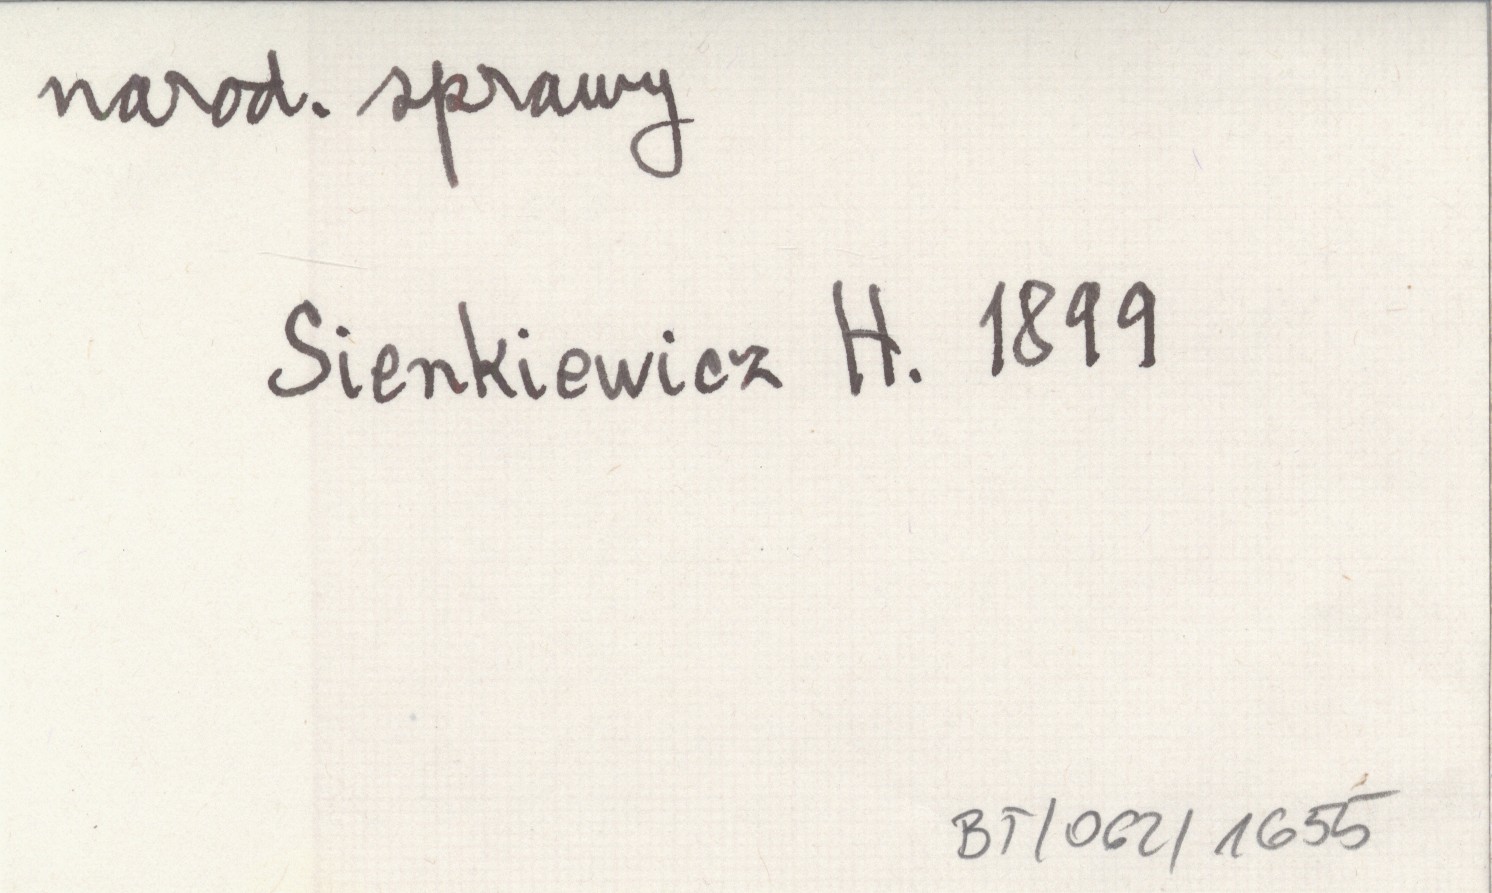 narod. sprawy
Sienkiewicz H. 1899
BT/062/1655